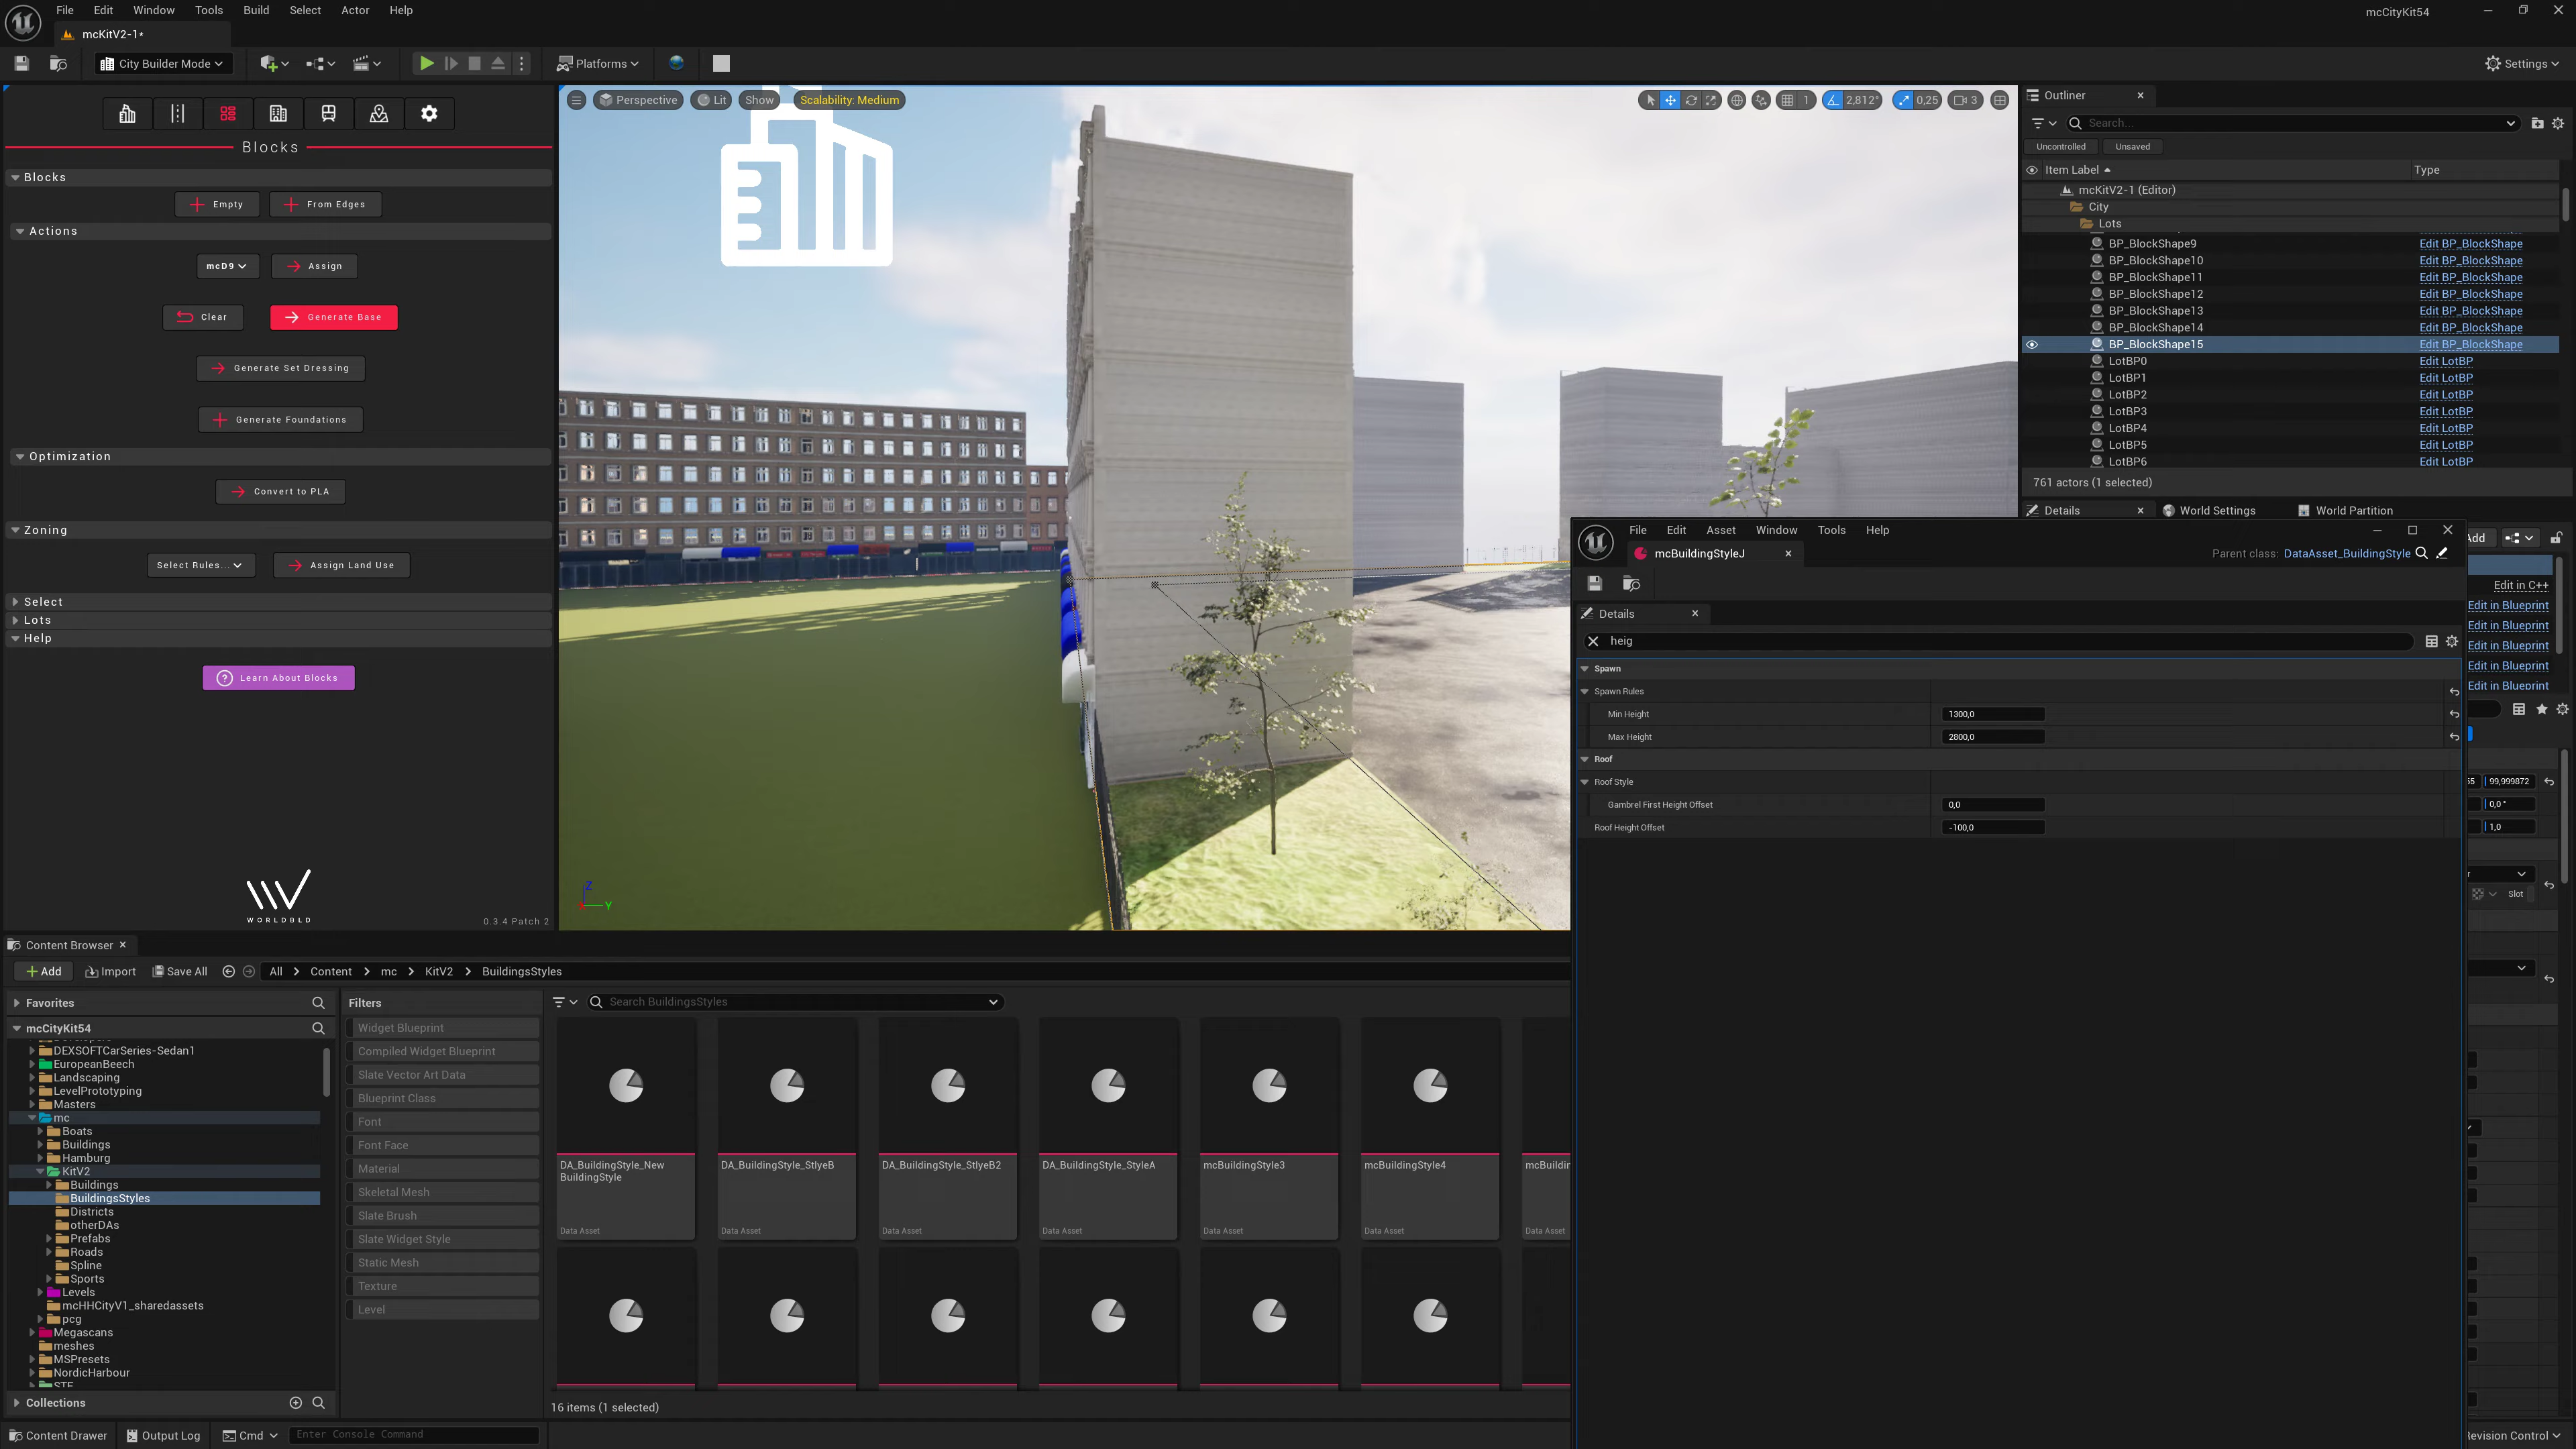 File Edit Window Tools Build Select Actor Help
mcCityKit54
mcKitV2-1*
City Builder Mode
Platforms
Settings
Blocks
Blocks
Empty
From Edges
Actions
mcD9
Assign
Clear
Generate Base
Generate Set Dressing
Generate Foundations
Optimization
Convert to PLA
Zoning
Select Rules...
Assign Land Use
Select
Lots
Help
Learn About Blocks
WORLDBLD
0.3.4 Patch 2
Perspective
Lit
Show
Scalability: Medium
1
2,812°
0,25
3
Z
Y
Outliner
Search...
Uncontrolled
Unsaved
Item Label
Type
mcKitV2-1 (Editor)
City
Lots
BP_BlockShape9 Edit BP_BlockShape
BP_BlockShape10 Edit BP_BlockShape
BP_BlockShape11 Edit BP_BlockShape
BP_BlockShape12 Edit BP_BlockShape
BP_BlockShape13 Edit BP_BlockShape
BP_BlockShape14 Edit BP_BlockShape
BP_BlockShape15 Edit BP_BlockShape
LotBP0 Edit LotBP
LotBP1 Edit LotBP
LotBP2 Edit LotBP
LotBP3 Edit LotBP
LotBP4 Edit LotBP
LotBP5 Edit LotBP
LotBP6 Edit LotBP
761 actors (1 selected)
Details
World Settings
World Partition
Edit in C++
Edit in Blueprint
Edit in Blueprint
Edit in Blueprint
Edit in Blueprint
Edit in Blueprint
99,999872
0,0 °
1,0
Slot
File Edit Asset Window Tools Help
mcBuildingStyleJ
Parent class: DataAsset_BuildingStyle
Details
heig
Spawn
Spawn Rules
Min Height 1300,0
Max Height 2800,0
Roof
Roof Style
Gambrel First Height Offset 0,0
Roof Height Offset -100,0
Content Browser
Add
Import
Save All
All > Content > mc > KitV2 > BuildingsStyles
Favorites
mcCityKit54
DEXSOFTCarSeries-Sedan1
EuropeanBeech
Landscaping
LevelPrototyping
Masters
mc
Boats
Buildings
Hamburg
KitV2
Buildings
BuildingsStyles
Districts
otherDAs
Prefabs
Roads
Spline
Sports
Levels
mcHHCityV1_sharedassets
pcg
Megascans
meshes
MSPresets
NordicHarbour
Collections
Filters
Widget Blueprint
Compiled Widget Blueprint
Slate Vector Art Data
Blueprint Class
Font
Font Face
Material
Skeletal Mesh
Slate Brush
Slate Widget Style
Static Mesh
Texture
Level
Search BuildingsStyles
DA_BuildingStyle_New
BuildingStyle
Data Asset
DA_BuildingStyle_StlyeB
Data Asset
DA_BuildingStyle_StlyeB2
Data Asset
DA_BuildingStyle_StyleA
Data Asset
mcBuildingStyle3
Data Asset
mcBuildingStyle4
Data Asset
Data Asset
16 items (1 selected)
Content Drawer
Output Log
Cmd
Enter Console Command